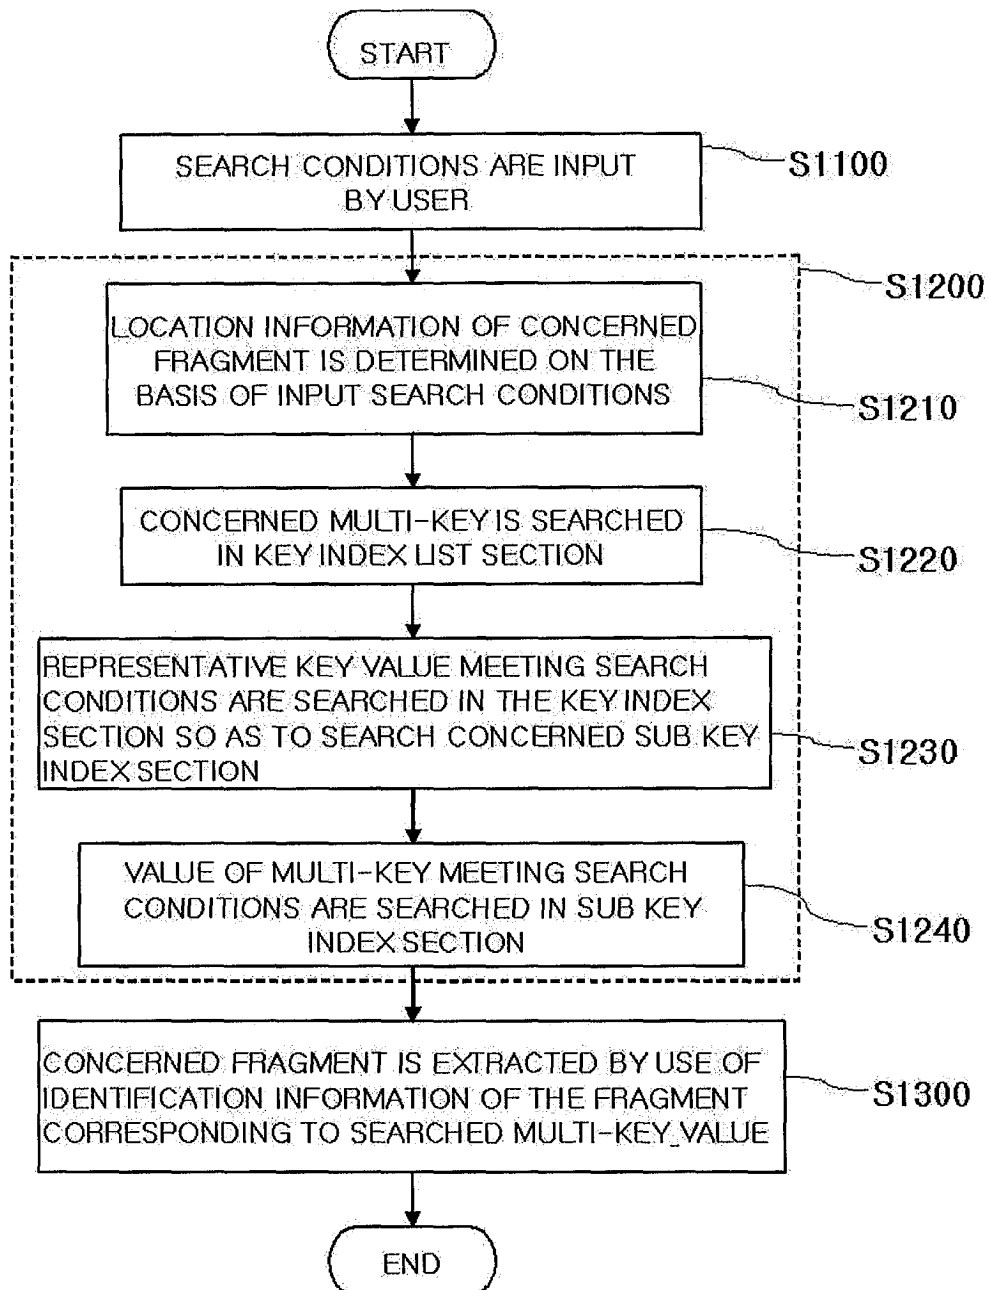 START
SEARCH CONDITIONS ARE INPUT
BY USER
S1100
S1200
LOCATION INFORMATION OF CONCERNED
FRAGMENT IS DETERMINED ON THE
BASIS OF INPUT SEARCH CONDITIONS
S1210
CONCERNED MULTI-KEY IS SEARCHED
IN KEY INDEX LIST SECTION
S1220
REPRESENTATIVE KEY VALUE MEETING SEARCH
CONDITIONS ARE SEARCHED IN THE KEY INDEX
SECTION SO AS TO SEARCH CONCERNED SUB KEY
INDEX SECTION
S1230
VALUE OF MULTI-KEY MEETING SEARCH
CONDITIONS ARE SEARCHED IN SUB KEY
INDEX SECTION
S1240
CONCERNED FRAGMENT IS EXTRACTED BY USE OF
IDENTIFICATION INFORMATION OF THE FRAGMENT
CORRESPONDING TO SEARCHED MULTI-KEY_VALUE
S1300
END